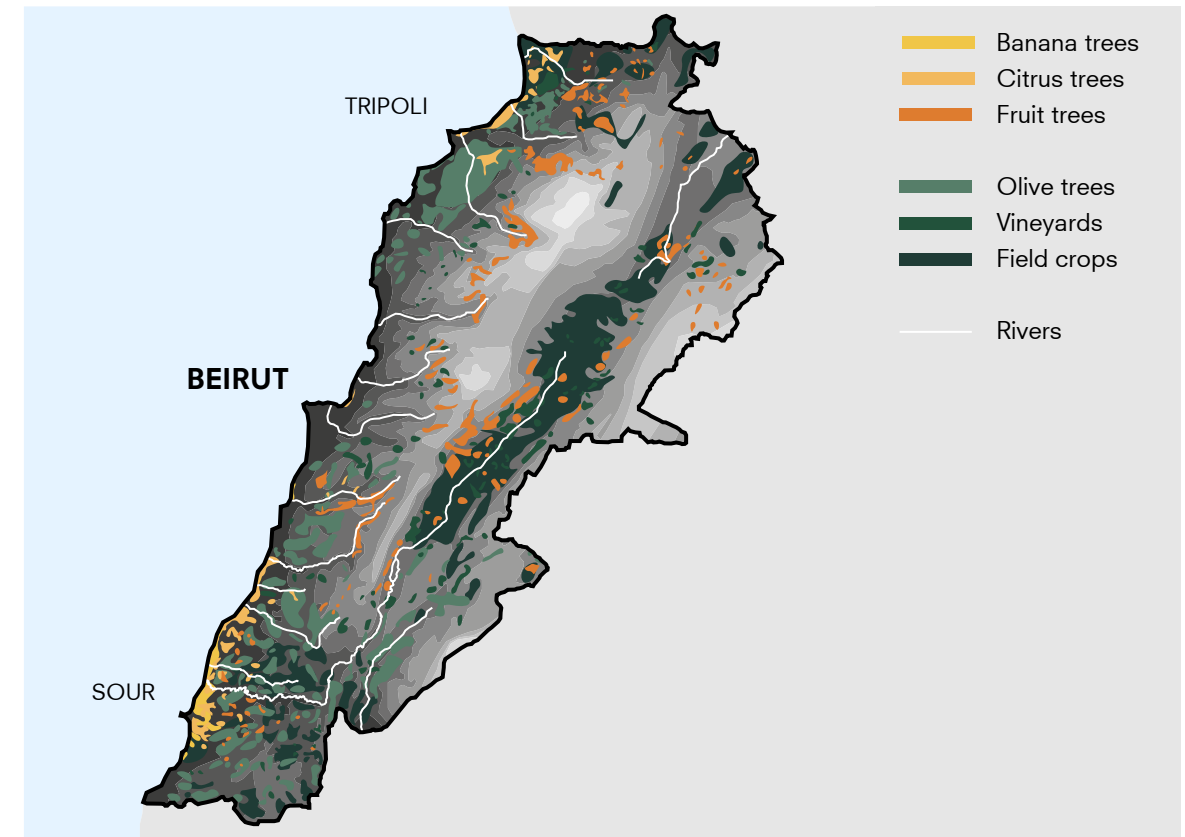 Banana trees
Citrus trees
TRIPOLI
Fruit trees
Olive trees
Vineyards
Field crops
Rivers
BEIRUT
SOUR